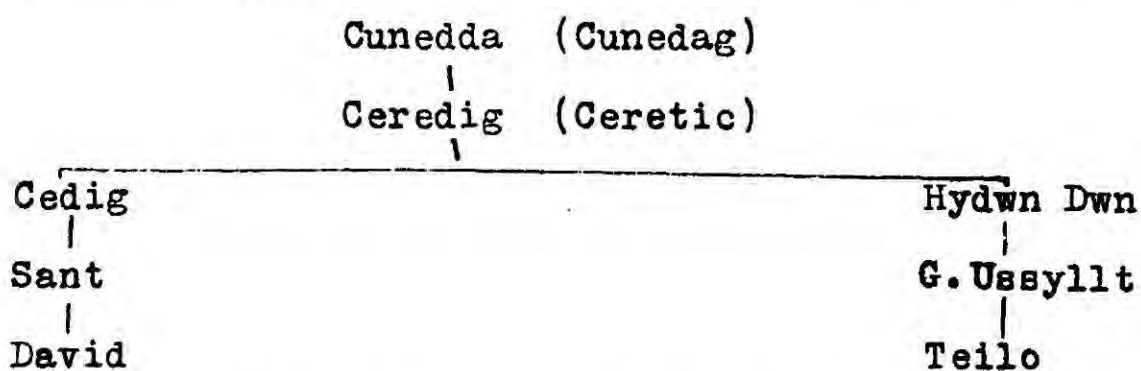 Cunedda (Cunedag)
Ceredig (Ceretic)
Cedig Hydwn Dwn
Sant G.Ussyllt
David Teilo